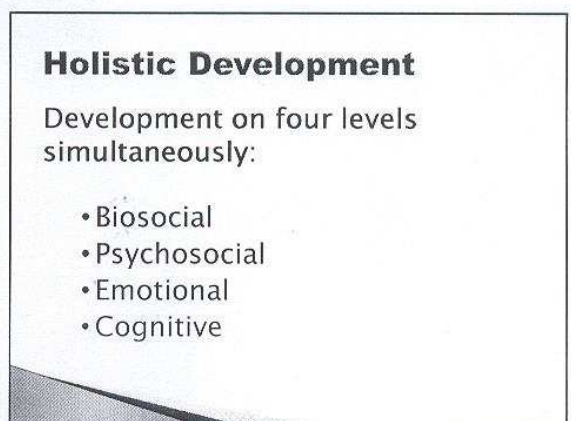 Holistic Development
Development on four levels
simultaneously:
• Biosocial
• Psychosocial
• Emotional
• Cognitive